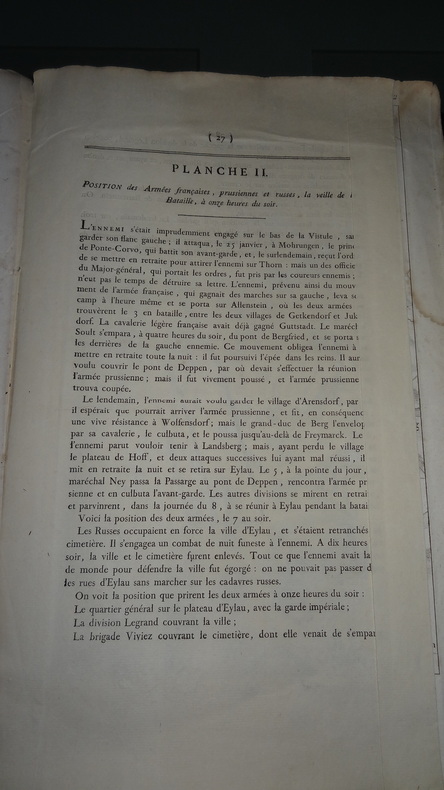 ( 27 )
PLANCHE II.
POSITION des Armées françaises, prussiennes et russes, la veille de
Bataille, à onze heures du soir.
L'ENNEMI s'était imprudemment engagé sur le bas de la Vistule,
garder son flanc gauche ; il attaqua, le 25 janvier, à Mohrungen, le prin
de Ponte-Corvo, qui battit son avant-garde, et, le surlendemain, reçut l'ord
de se mettre en retraite pour attirer l'ennemi sur Thorn : mais un des officie
du Major-général, qui portait les ordres, fut pris par les coureurs ennemis ;
n'eut pas le temps de détruire sa lettre. L'ennemi, prévenu ainsi du mouv
ment de l'armée française, qui gagnait des marches sur sa gauche, leva s
camp à l'heure même et se porta sur Allenstein, où les deux armées
trouvèrent le 3 en bataille, entre les deux villages de Getkendorf et Juk
dorf. La cavalerie légère française avait déjà gagné Guttstadt. Le maréc
Soult s'empara, à quatre heures du soir, du pont de Bergfried, et se porta s
les derrières de la gauche ennemie. Ce mouvement obligea l'ennemi à
mettre en retraite toute la nuit : il fut poursuivi l'épée dans les reins. Il aur
voulu couvrir le pont de Deppen, par où devait s'effectuer la réunion
l'armée prussienne ; mais il fut vivement poussé, et l'armée prussienne
trouva coupée.
Le lendemain, l'ennemi aurait voulu garder le village d'Arensdorf, par
il espérait que pourrait arriver l'armée prussienne, et fit, en conséquenc
une vive résistance à Wolfensdorf ; mais le grand-duc de Berg l'envelop
par sa cavalerie, le culbuta, et le poussa jusqu'au-delà de Freymarck. Le
l'ennemi parut vouloir tenir à Landsberg ; mais, ayant perdu le village
le plateau de Hoff, et deux attaques successives lui ayant mal réussi, il
mit en retraite la nuit et se retira sur Eylau. Le 5, à la pointe du jour,
maréchal Ney passa la Passarge au pont de Deppen, rencontra l'armée pr
sienne et en culbuta l'avant-garde. Les autres divisions se mirent en retrai
et parvinrent, dans la journée du 8, à se réunir à Eylau pendant la batai
Voici la position des deux armées, le 7 au soir.
Les Russes occupaient en force la ville d'Eylau, et s'étaient retranchés
cimetière. Il s'engagea un combat de nuit funeste à l'ennemi. A dix heures
soir, la ville et le cimetière furent enlevés. Tout ce que l'ennemi avait la
de monde pour défendre la ville fut égorgé : on ne pouvait pas passer d
les rues d'Eylau sans marcher sur les cadavres russes.
On voit la position que prirent les deux armées à onze heures du soir :
Le quartier général sur le plateau d'Eylau, avec la garde impériale ;
La division Legrand couvrant la ville ;
La brigade Viviez couvrant le cimetière, dont elle venait de s'empar